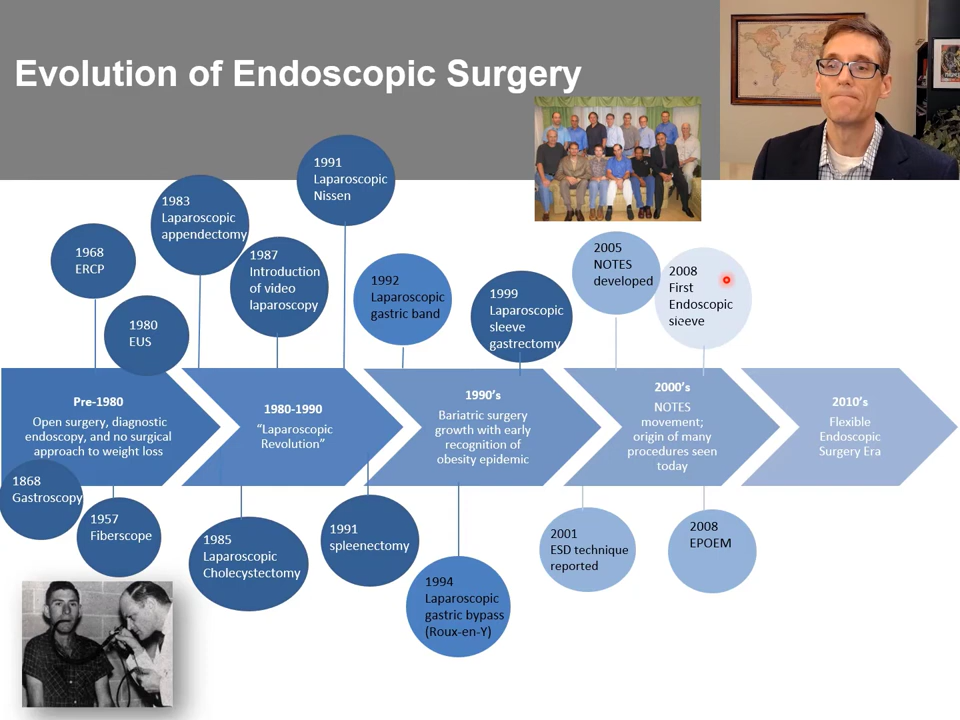 Evolution of Endoscopic Surgery
1991
Laparoscopic
Nissen
1983
Laparoscopic
appendectomy
1968
ERCP
1987
Introduction
of video
laparoscopy
1980
EUS
1992
Laparoscopic
gastric band
1999
Laparoscopic
sleeve
gastrectomy
2005
NOTES
developed
2008
First
Endoscopic
sleeve
Pre-1980
Open surgery, diagnostic
endoscopy, and no surgical
approach to weight loss
1980-1990
“Laparoscopic
Revolution”
1990’s
Bariatric surgery
growth with early
recognition of
obesity epidemic
2000’s
NOTES
movement;
origin of many
procedures seen
today
2010’s
Flexible
Endoscopic
Surgery Era
1868
Gastroscopy
1957
Fiberscope
1985
Laparoscopic
Cholecystectomy
1991
spleenectomy
1994
Laparoscopic
gastric bypass
(Roux-en-Y)
2001
ESD technique
reported
2008
EPOEM